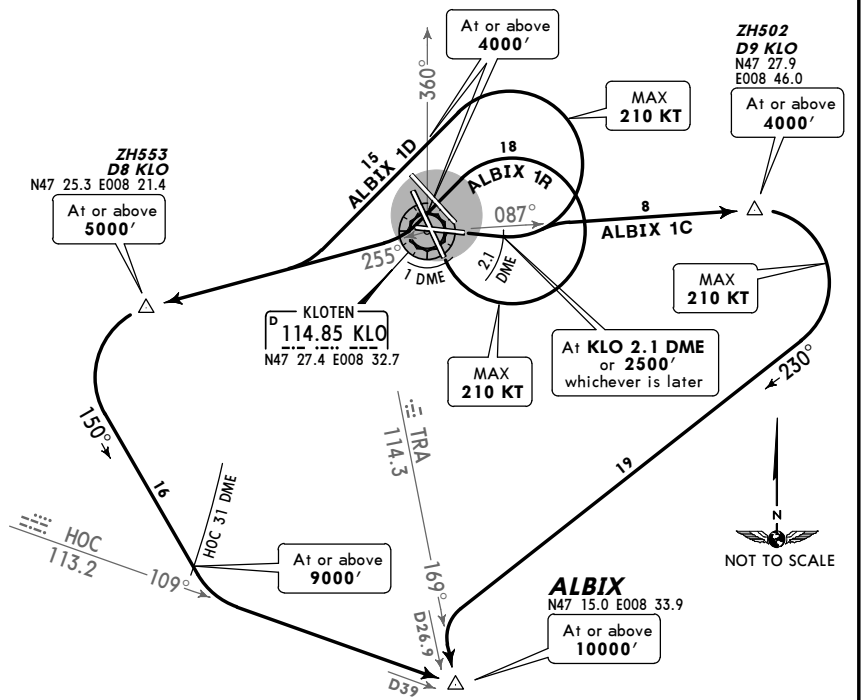 At or above
4000'
ZH502
D9 KLO
N47 27.9
E008 46.0
At or above
4000'
360°
MAX
210 KT
15
ALBIX 1D
18
ALBIX 1R
ZH553
D8 KLO
N47 25.3 E008 21.4
At or above
5000'
087°
8
ALBIX 1C
255°
1 DME
2.1
DME
MAX
210 KT
KLOTEN
D
114.85 KLO
N47 27.4 E008 32.7
At KLO 2.1 DME
or 2500'
whichever is later
MAX
210 KT
230°
150°
TRA
114.3
19
16
HOC 31 DME
N
NOT TO SCALE
HOC
113.2
109°
At or above
9000'
169°
ALBIX
N47 15.0 E008 33.9
At or above
10000'
D26.9
D39